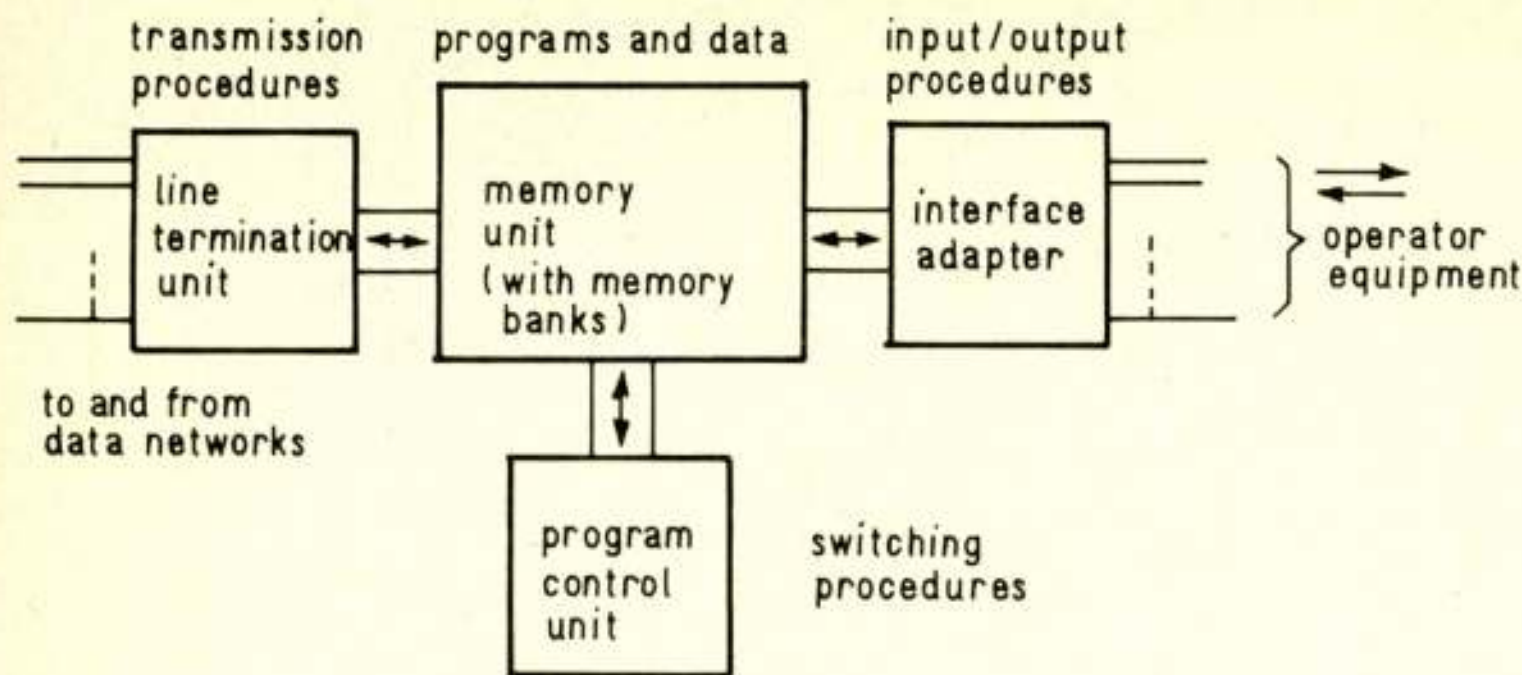 transmission
procedures
programs and data
input/output
procedures
line
termination
unit
memory
unit
(with memory
banks)
interface
adapter
operator
equipment
to and from
data networks
program
control
unit
switching
procedures